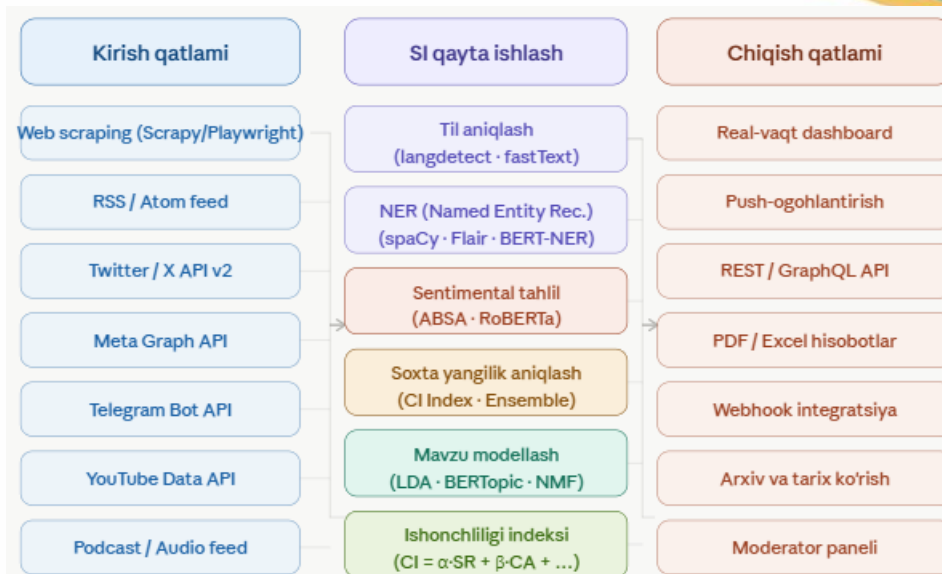 Kirish qatlami
SI qayta ishlash
Chiqish qatlami
Web scraping (Scrapy/Playwright)
RSS / Atom feed
Twitter / X API v2
Meta Graph API
Telegram Bot API
YouTube Data API
Podcast / Audio feed
Til aniqlash
(langdetect · fastText)
NER (Named Entity Rec.)
(spaCy · Flair · BERT-NER)
Sentimental tahlil
(ABSA · RoBERTa)
Soxta yangilik aniqlash
(CI Index · Ensemble)
Mavzu modellash
(LDA · BERTopic · NMF)
Ishonchliligi indeksi
(CI = α·SR + β·CA + ...)
Real-vaqt dashboard
Push-ogohlantirish
REST / GraphQL API
PDF / Excel hisobotlar
Webhook integratsiya
Arxiv va tarix ko'rish
Moderator paneli